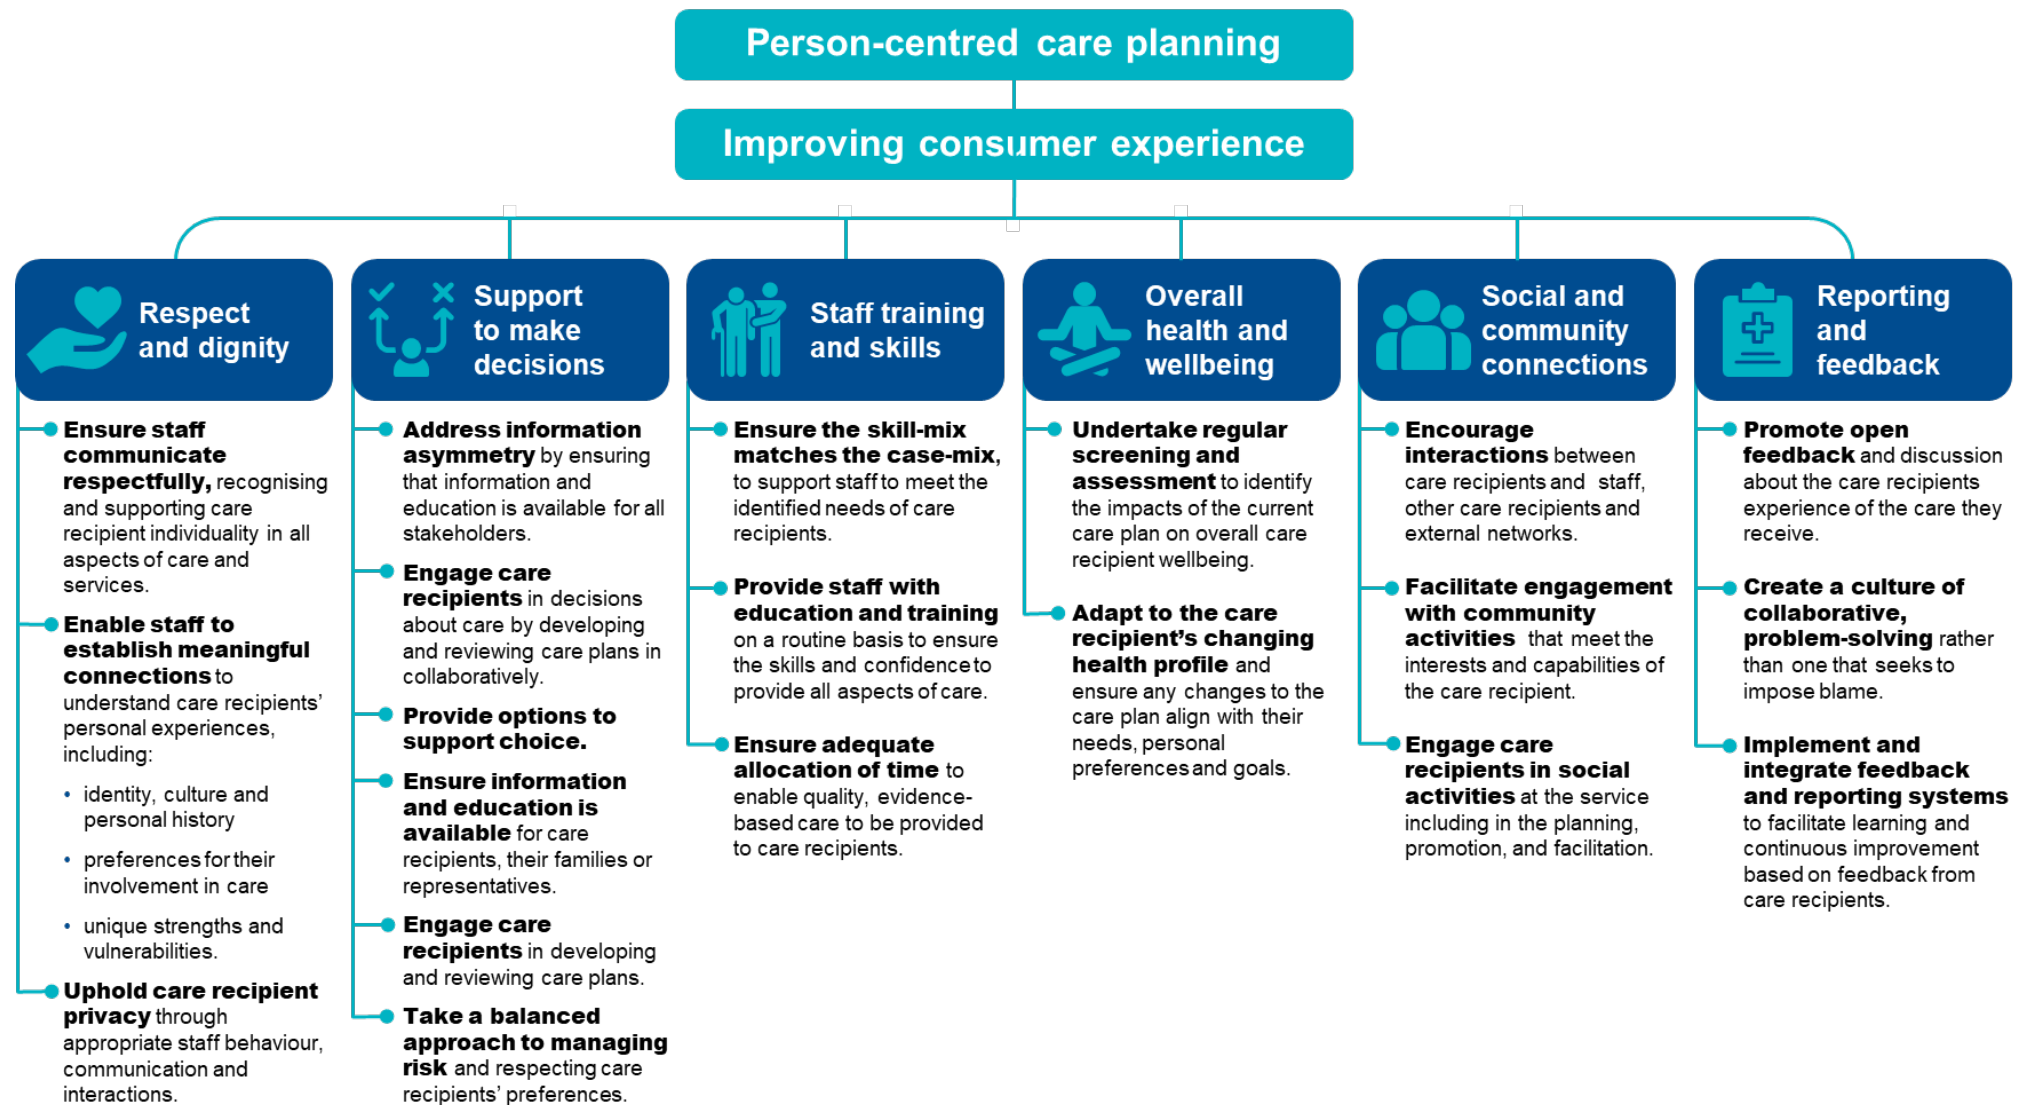 Person-centred care planning
Improving consumer experience
Respect
and dignity
Ensure staff
communicate
respectfully, recognising
and supporting care
recipient individuality in all
aspects of care and
services.
Enable staff to
establish meaningful
connections to
understand care recipients’
personal experiences,
including:
• identity, culture and
personal history
• preferences for their
involvement in care
• unique strengths and
vulnerabilities.
Uphold care recipient
privacy through
appropriate staff behaviour,
communication and
interactions.
Support
to make
decisions
Address information
asymmetry by ensuring
that information and
education is available for all
stakeholders.
Engage care
recipients in decisions
about care by developing
and reviewing care plans in
collaboratively.
Provide options to
support choice.
Ensure information
and education is
available for care
recipients, their families or
representatives.
Engage care
recipients in developing
and reviewing care plans.
Take a balanced
approach to managing
risk and respecting care
recipients’ preferences.
Staff training
and skills
Ensure the skill-mix
matches the case-mix,
to support staff to meet the
identified needs of care
recipients.
Provide staff with
education and training
on a routine basis to ensure
the skills and confidence to
provide all aspects of care.
Ensure adequate
allocation of time to
enable quality, evidence-
based care to be provided
to care recipients.
Overall
health and
wellbeing
Undertake regular
screening and
assessment to identify
the impacts of the current
care plan on overall care
recipient wellbeing.
Adapt to the care
recipient’s changing
health profile and
ensure any changes to the
care plan align with their
needs, personal
preferences and goals.
Social and
community
connections
Encourage
interactions between
care recipients and staff,
other care recipients and
external networks.
Facilitate engagement
with community
activities that meet the
interests and capabilities of
the care recipient.
Engage care
recipients in social
activities at the service
including in the planning,
promotion, and facilitation.
Reporting
and
feedback
Promote open
feedback and discussion
about the care recipients
experience of the care they
receive.
Create a culture of
collaborative,
problem-solving rather
than one that seeks to
impose blame.
Implement and
integrate feedback
and reporting systems
to facilitate learning and
continuous improvement
based on feedback from
care recipients.